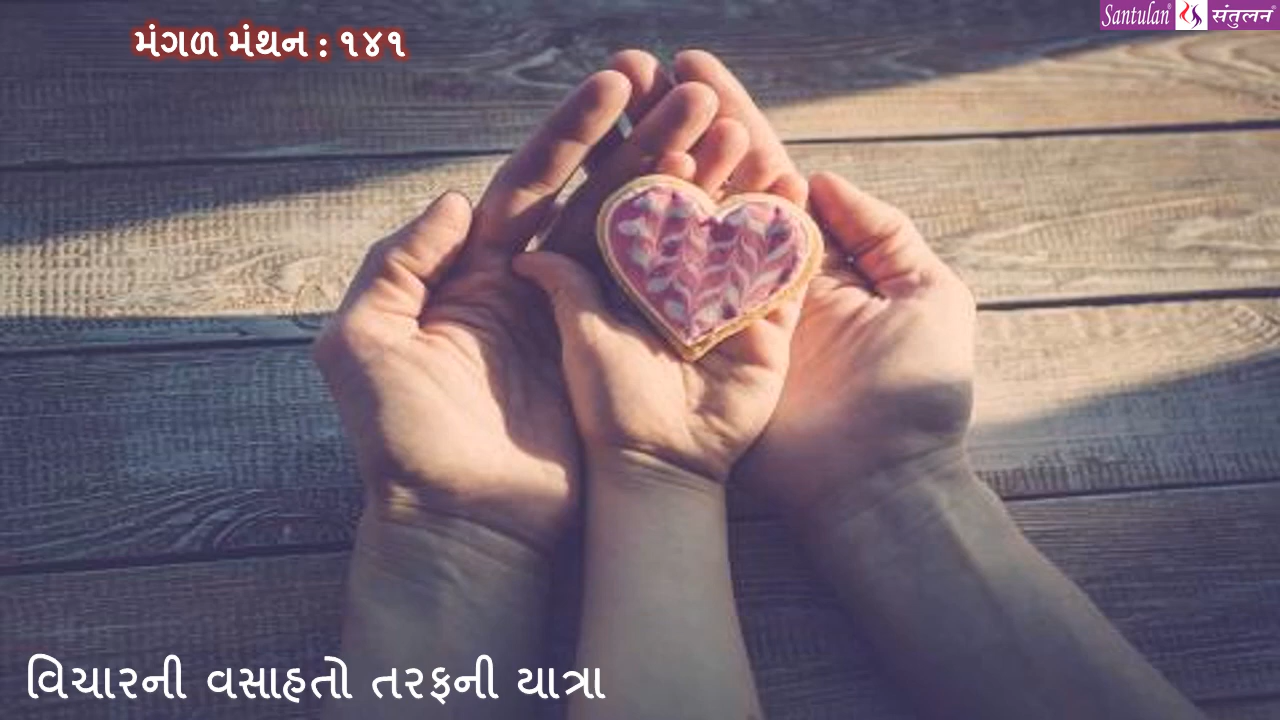 મંગળ મંથન : ૧૪૧
Santulan® संतुलन®
વિચારની વસાહતો તરફની યાત્રા